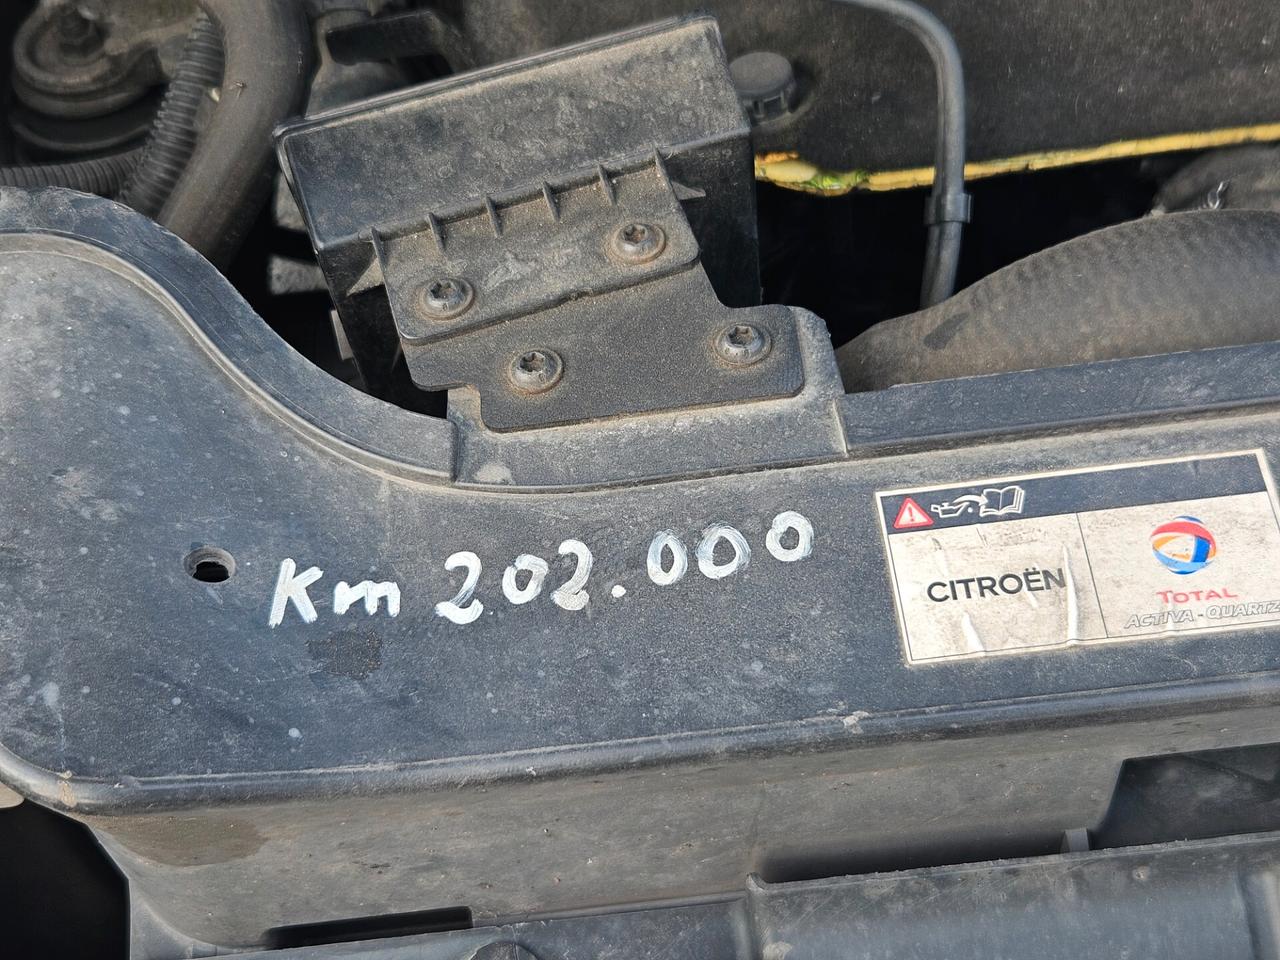 Km 202.000
CITROËN
TOTAL
ACTIVA - QUARTZ